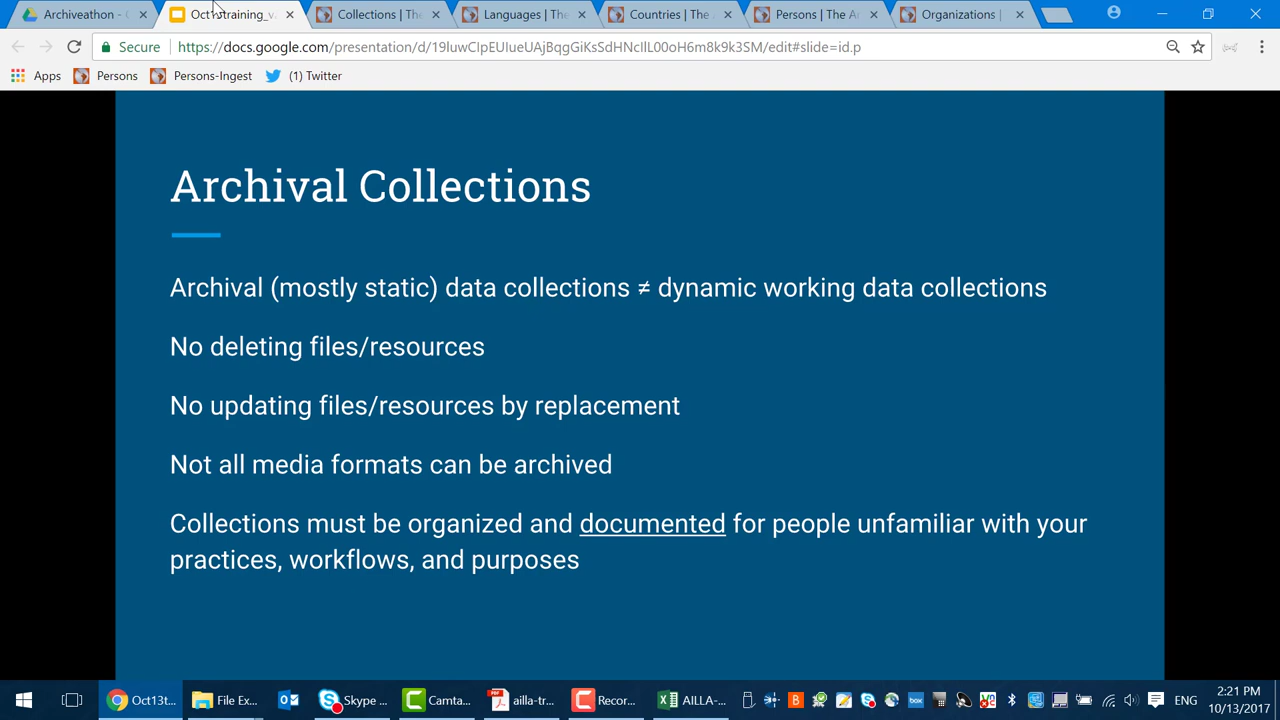 Archiveathon - G
Oct13training_v
Collections | The
Languages | The
Countries | The A
Persons | The Ar
Organizations |
Secure
https://docs.google.com/presentation/d/19luwCIpEUIueUAjBqgGiKsSdHNcIlL00oH6m8k9k3SM/edit#slide=id.p
Apps
Persons
Persons-Ingest
(1) Twitter
Archival Collections
Archival (mostly static) data collections ≠ dynamic working data collections
No deleting files/resources
No updating files/resources by replacement
Not all media formats can be archived
Collections must be organized and documented for people unfamiliar with your
practices, workflows, and purposes
Oct13t...
File Ex...
Skype ...
Camta...
ailla-tr...
Recor...
AILLA-...
ENG
2:21 PM
10/13/2017